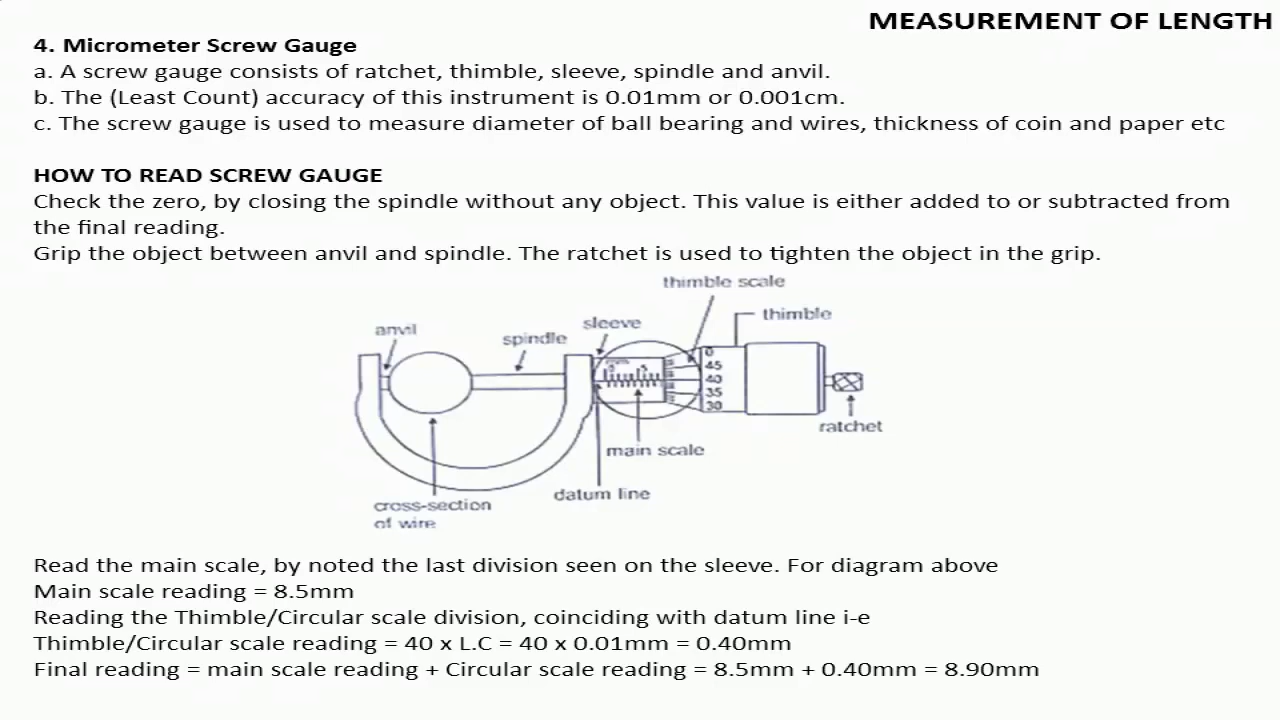 MEASUREMENT OF LENGTH
4. Micrometer Screw Gauge
a. A screw gauge consists of ratchet, thimble, sleeve, spindle and anvil.
b. The (Least Count) accuracy of this instrument is 0.01mm or 0.001cm.
c. The screw gauge is used to measure diameter of ball bearing and wires, thickness of coin and paper etc
HOW TO READ SCREW GAUGE
Check the zero, by closing the spindle without any object. This value is either added to or subtracted from
the final reading.
Grip the object between anvil and spindle. The ratchet is used to tighten the object in the grip.
thimble scale
thimble
sleeve
anvil
spindle
mm
0 5
0
45
40
35
30
ratchet
main scale
datum line
cross-section
of wire
Read the main scale, by noted the last division seen on the sleeve. For diagram above
Main scale reading = 8.5mm
Reading the Thimble/Circular scale division, coinciding with datum line i-e
Thimble/Circular scale reading = 40 x L.C = 40 x 0.01mm = 0.40mm
Final reading = main scale reading + Circular scale reading = 8.5mm + 0.40mm = 8.90mm